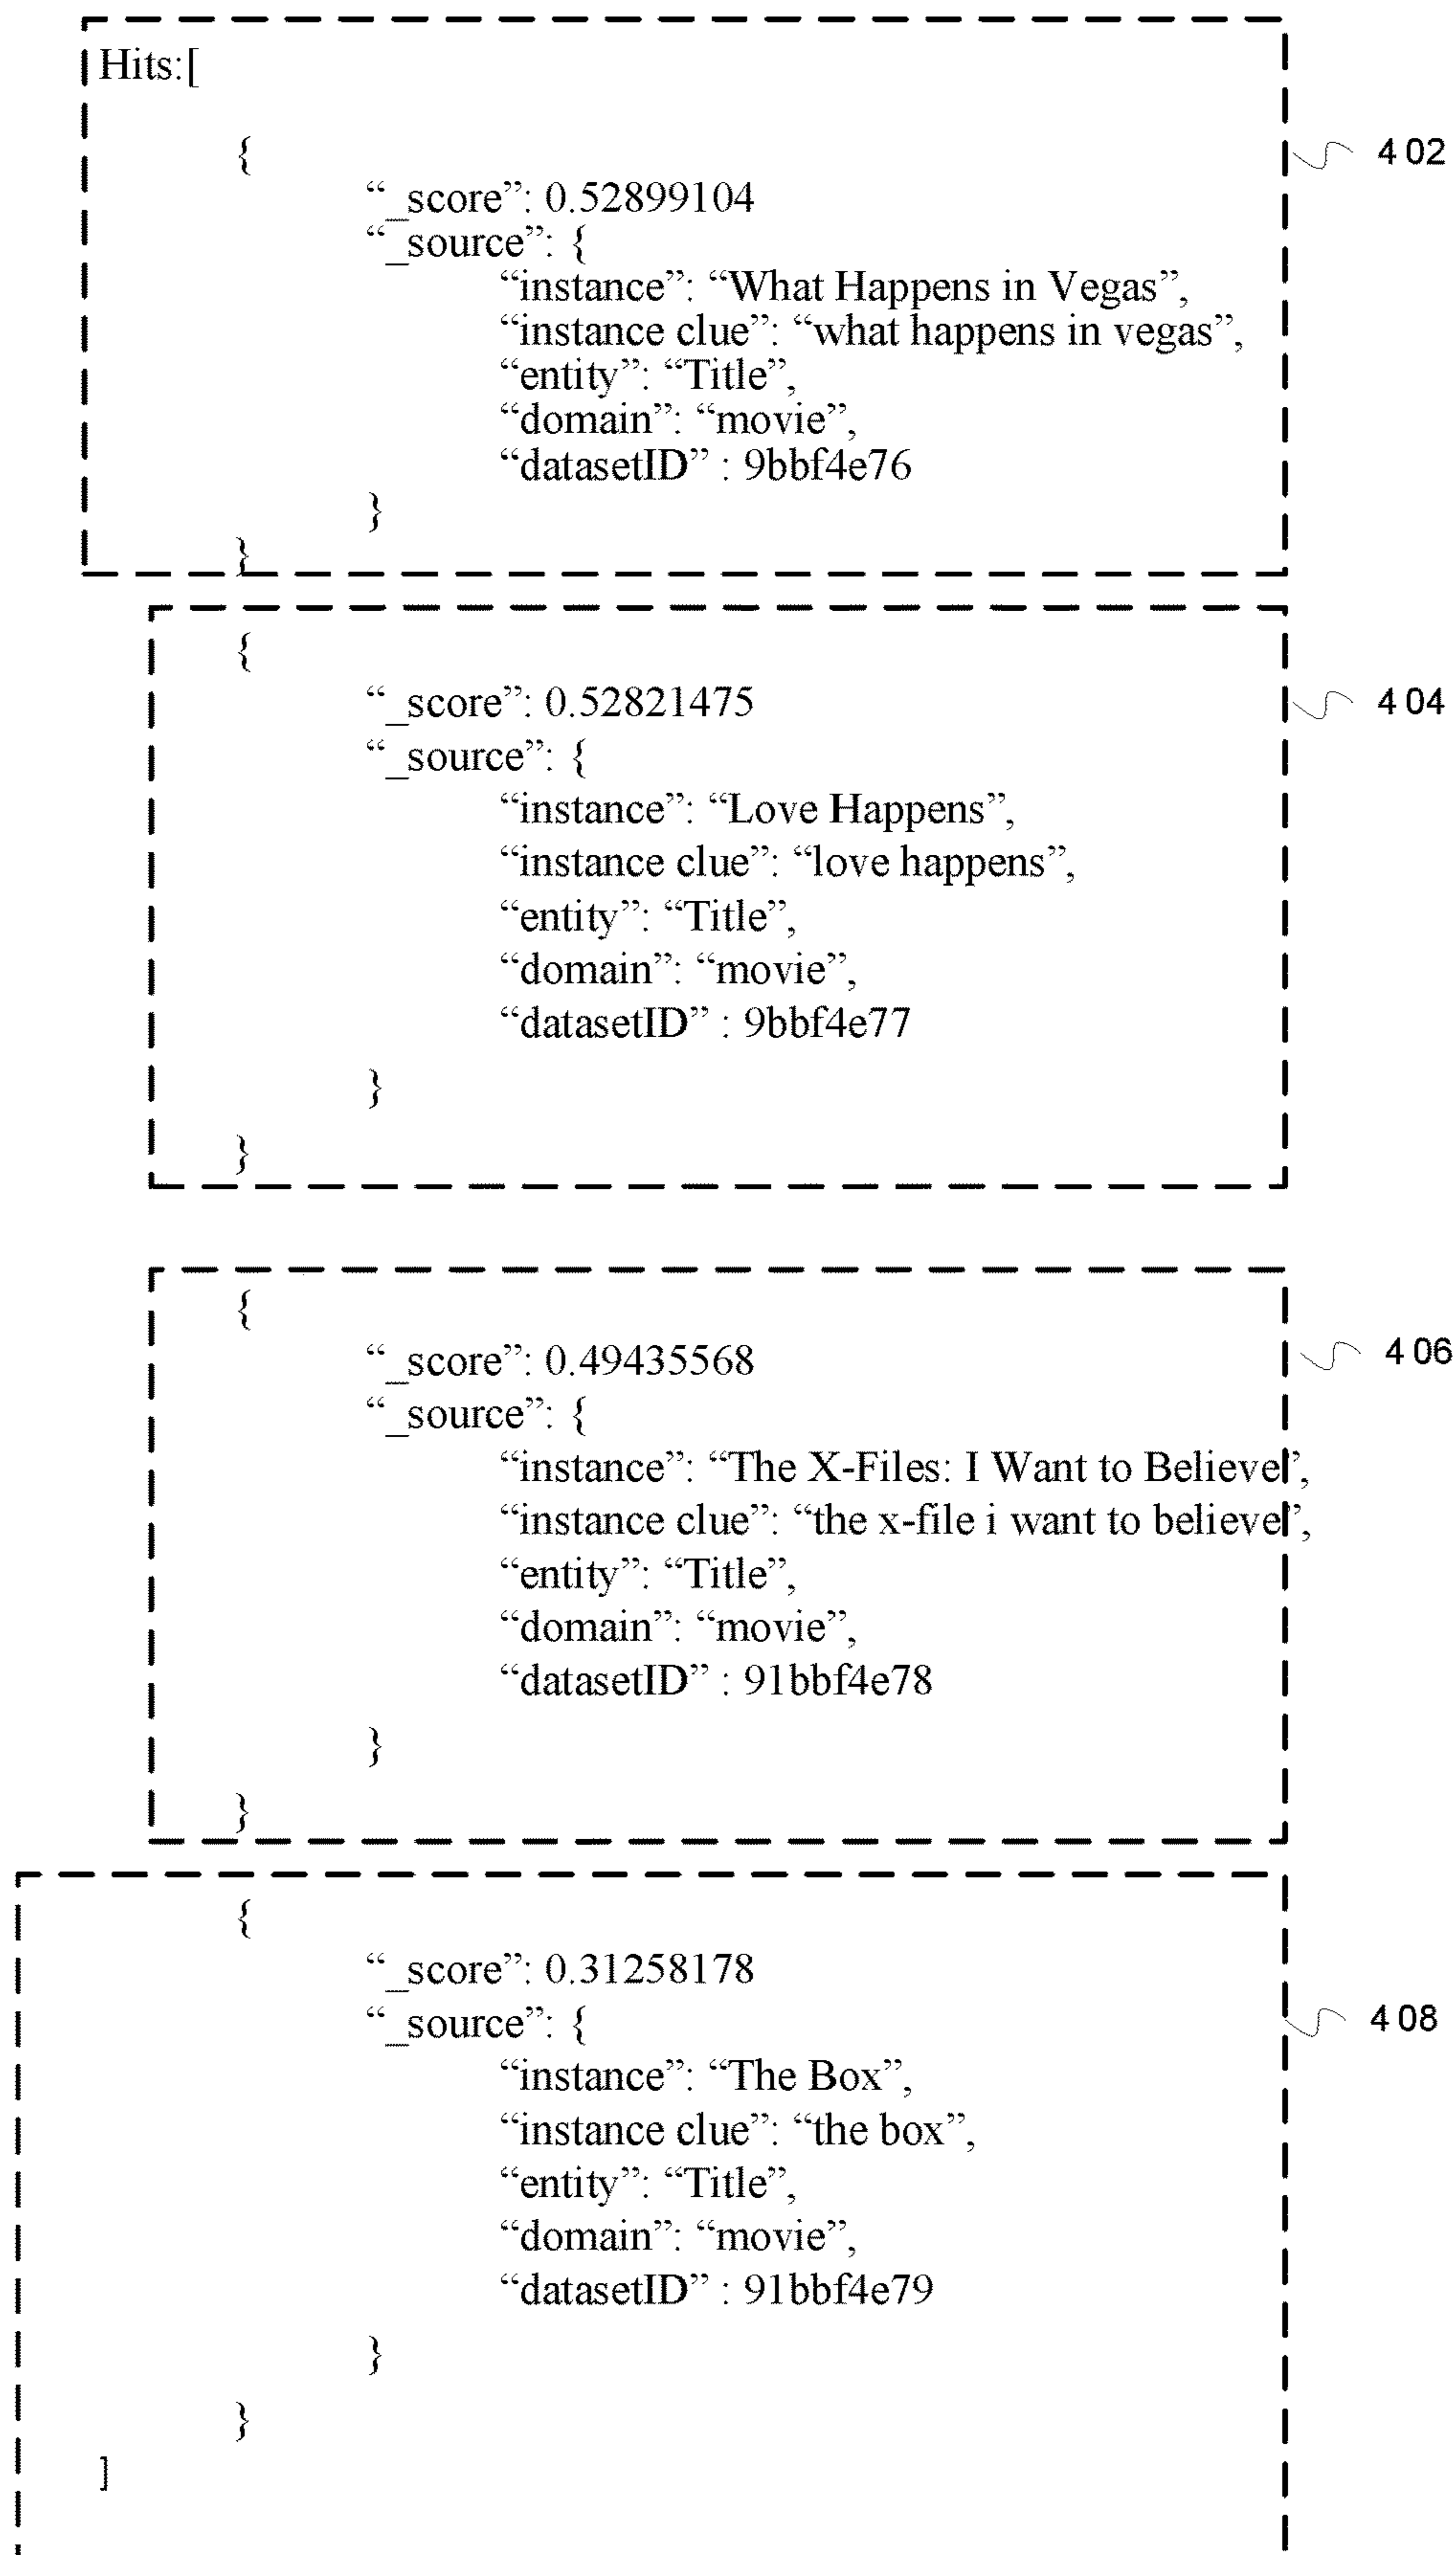 Hits:[
{
402
“_score”: 0.52899104
“_source”: {
“instance”: “What Happens in Vegas”,
“instance clue”: “what happens in vegas”,
“entity”: “Title”,
“domain”: “movie”,
“datasetID” : 9bbf4e76
}
}
{
“_score”: 0.52821475
404
“_source”: {
“instance”: “Love Happens”,
“instance clue”: “love happens”,
“entity”: “Title”,
“domain”: “movie”,
“datasetID” : 9bbf4e77
}
}
{
“_score”: 0.49435568
406
“_source”: {
“instance”: “The X-Files: I Want to Believe”,
“instance clue”: “the x-file i want to believe”,
“entity”: “Title”,
“domain”: “movie”,
“datasetID” : 91bbf4e78
}
}
{
“_score”: 0.31258178
“_source”: {
408
“instance”: “The Box”,
“instance clue”: “the box”,
“entity”: “Title”,
“domain”: “movie”,
“datasetID” : 91bbf4e79
}
}
]